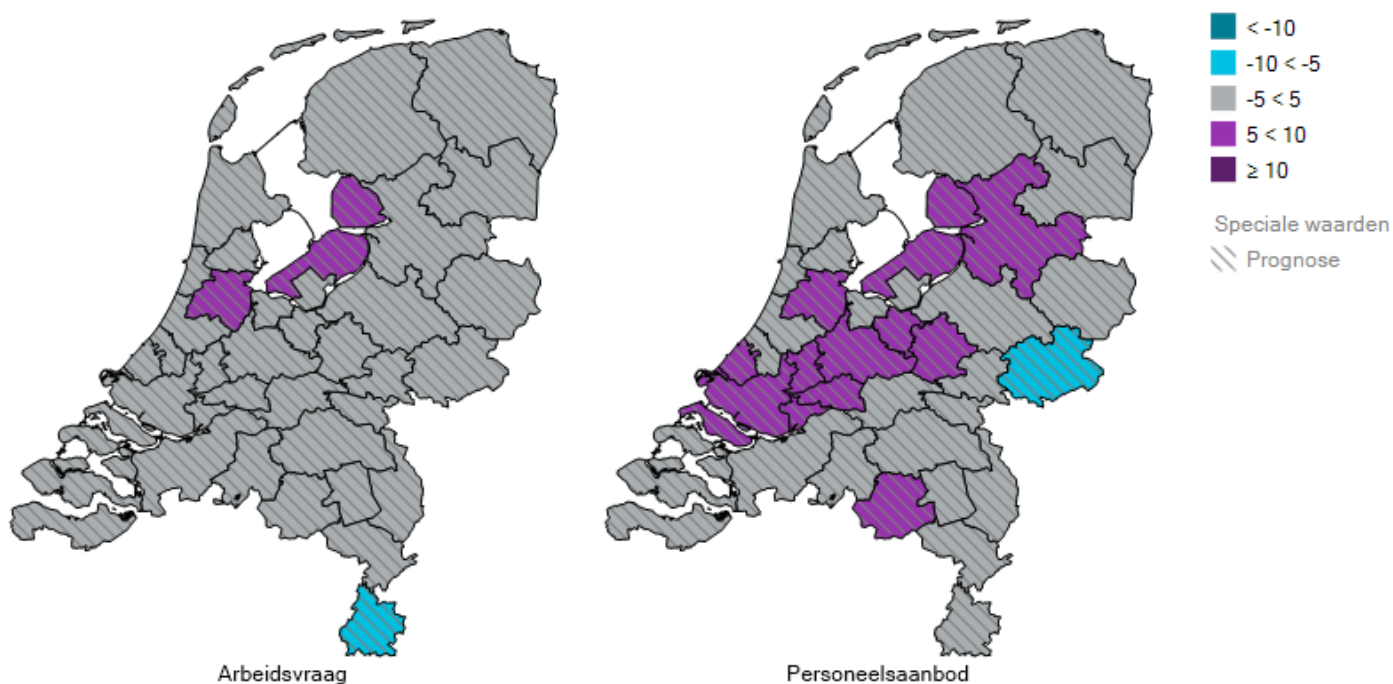 < -10
-10 < -5
-5 < 5
5 < 10
≥ 10
Speciale waarden
Prognose
Arbeidsvraag
Personeelsaanbod